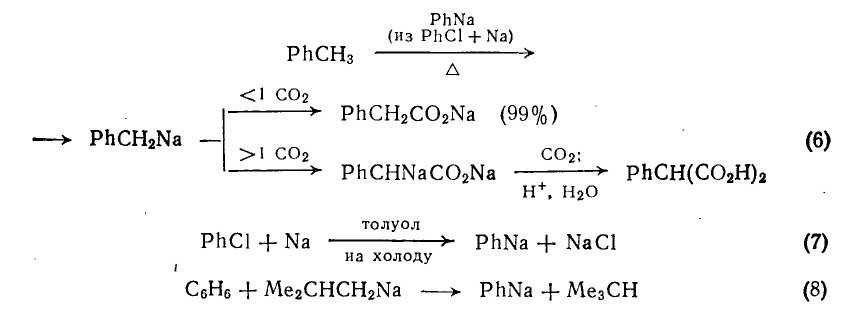 PhNa
(из PhCl + Na)
PhCH₃ ⟶
△
⟶ PhCH₂Na
<1 CO₂
PhCH₂CO₂Na (99%)
(6)
>1 CO₂
PhCHNaCO₂Na
CO₂;
H⁺, H₂O
PhCH(CO₂H)₂
толуол
PhCl + Na ⟶ PhNa + NaCl (7)
на холоду
C₆H₆ + Me₂CHCH₂Na ⟶ PhNa + Me₃CH (8)